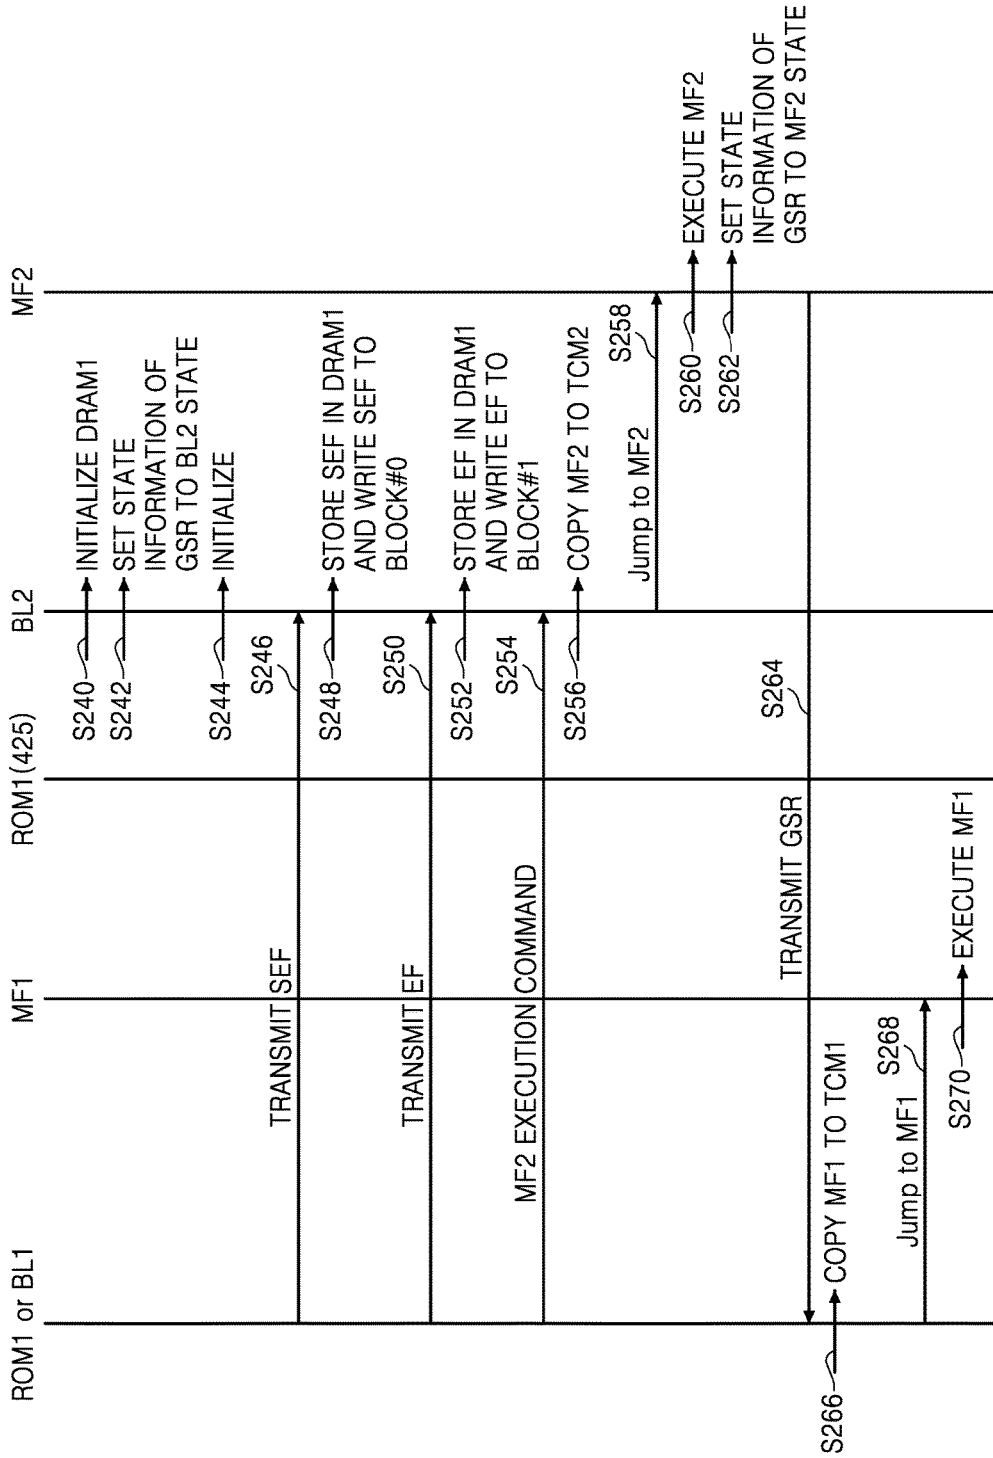 ROM1 or BL1
MF1
ROM1(425)
BL2
MF2
S240
INITIALIZE DRAM1
S242
SET STATE
INFORMATION OF
GSR TO BL2 STATE
S244
INITIALIZE
TRANSMIT SEF
S246
S248
STORE SEF IN DRAM1
AND WRITE SEF TO
BLOCK#0
TRANSMIT EF
S250
S252
STORE EF IN DRAM1
AND WRITE EF TO
BLOCK#1
MF2 EXECUTION COMMAND
S254
S256
COPY MF2 TO TCM2
Jump to MF2
S258
S260
EXECUTE MF2
S262
SET STATE
INFORMATION OF
GSR TO MF2 STATE
TRANSMIT GSR
S264
S266
COPY MF1 TO TCM1
Jump to MF1
S268
S270
EXECUTE MF1